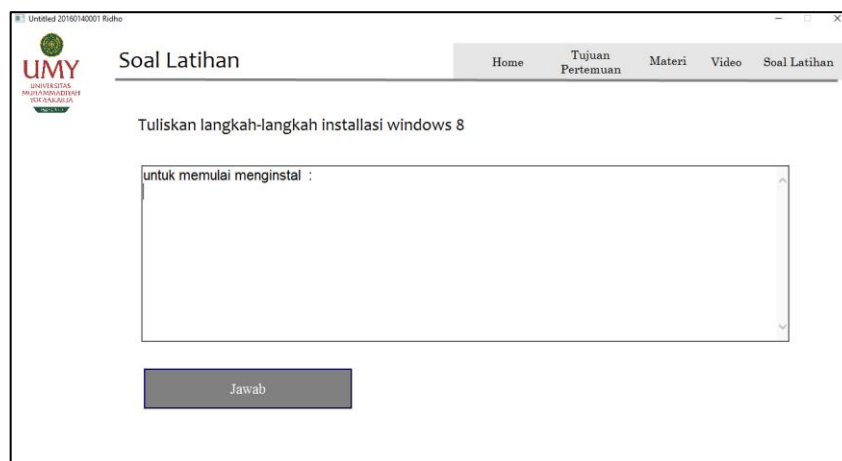 Untitled 20160140001 Ridho
UMY
UNIVERSITAS
MUHAMMADIYAH
YOGYAKARTA
Soal Latihan
Home
Tujuan
Pertemuan
Materi
Video
Soal Latihan
Tuliskan langkah-langkah installasi windows 8
untuk memulai menginstal :
Jawab